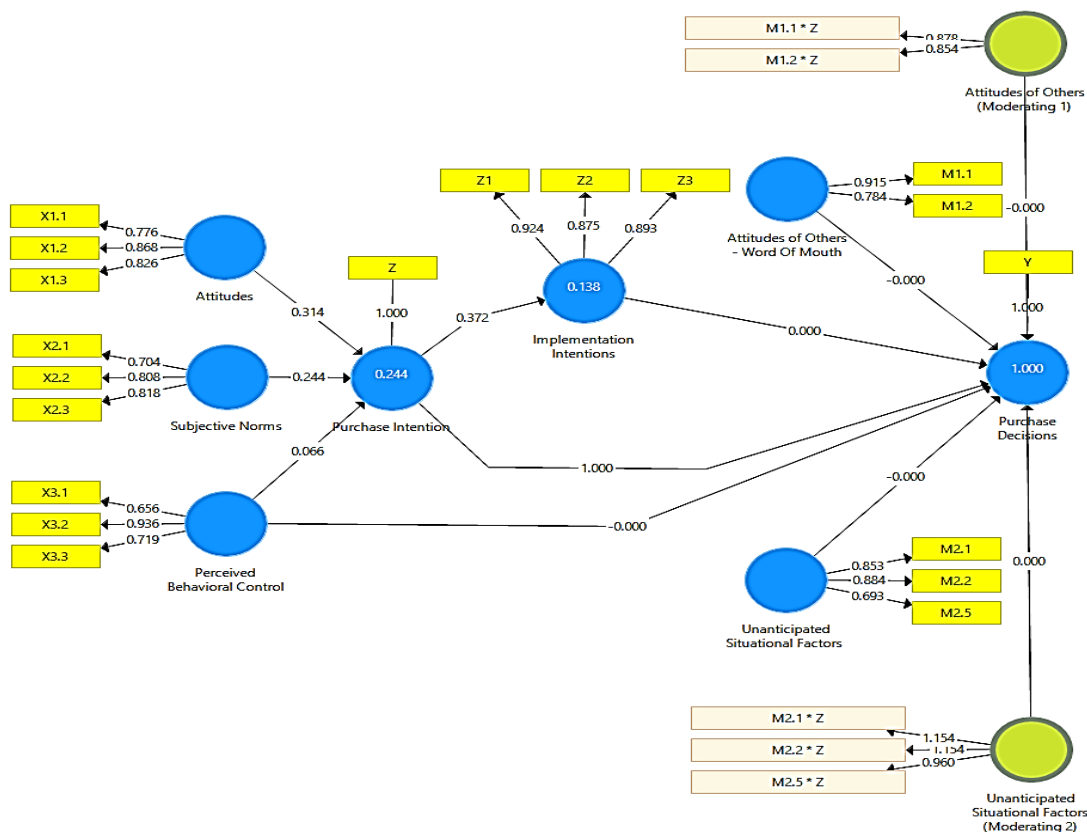 M1.1 * Z
0.878
M1.2 * Z
0.854
Attitudes of Others
(Moderating 1)
Z1
Z2
Z3
0.924
0.875
0.893
0.915
M1.1
0.784
M1.2
Attitudes of Others
- Word Of Mouth
-0.000
Y
1.000
-0.000
X1.1
0.776
X1.2
0.868
X1.3
0.826
Attitudes
Z
1.000
0.314
0.372
0.138
Implementation
Intentions
0.000
X2.1
0.704
X2.2
0.808
X2.3
0.818
Subjective Norms
0.244
0.244
Purchase Intention
1.000
Purchase
Decisions
0.066
1.000
-0.000
X3.1
0.656
X3.2
0.936
X3.3
0.719
Perceived
Behavioral Control
-0.000
0.853
M2.1
0.884
M2.2
0.693
M2.5
Unanticipated
Situational Factors
0.000
M2.1 * Z
1.154
M2.2 * Z
1.154
M2.5 * Z
0.960
Unanticipated
Situational Factors
(Moderating 2)